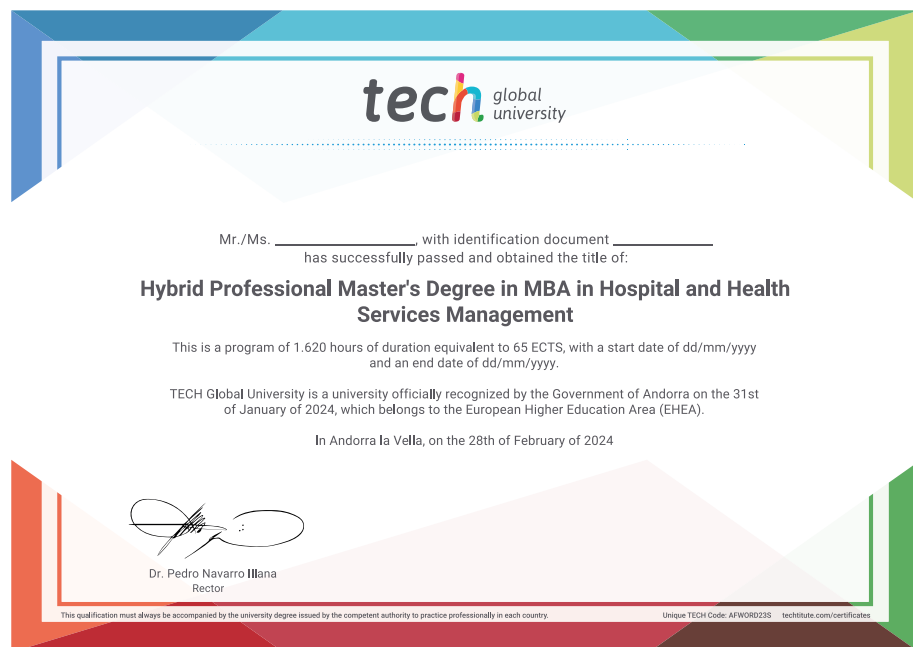 tech global university
Mr./Ms. ____________________, with identification document ______________
has successfully passed and obtained the title of:
Hybrid Professional Master's Degree in MBA in Hospital and Health
Services Management
This is a program of 1.620 hours of duration equivalent to 65 ECTS, with a start date of dd/mm/yyyy
and an end date of dd/mm/yyyy.
TECH Global University is a university officially recognized by the Government of Andorra on the 31st
of January of 2024, which belongs to the European Higher Education Area (EHEA).
In Andorra la Vella, on the 28th of February of 2024
Dr. Pedro Navarro Illana
Rector
This qualification must always be accompanied by the university degree issued by the competent authority to practice professionally in each country.
Unique TECH Code: AFWORD23S techtitute.com/certificates